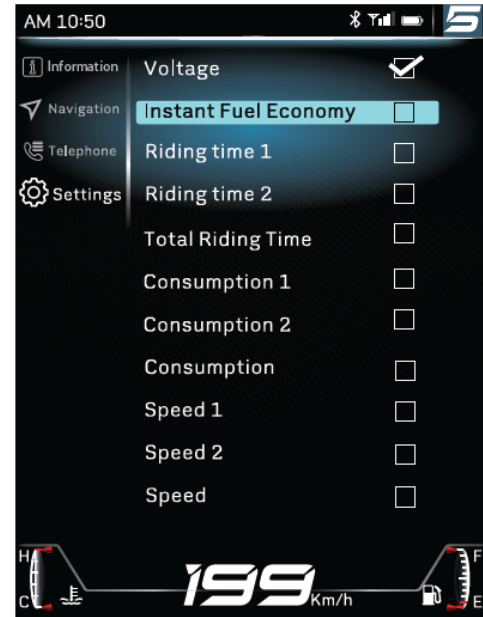 AM 10:50
5
Information
Navigation
Telephone
Settings
Voltage
Instant Fuel Economy
Riding time 1
Riding time 2
Total Riding Time
Consumption 1
Consumption 2
Consumption
Speed 1
Speed 2
Speed
H
C
199 Km/h
F
E